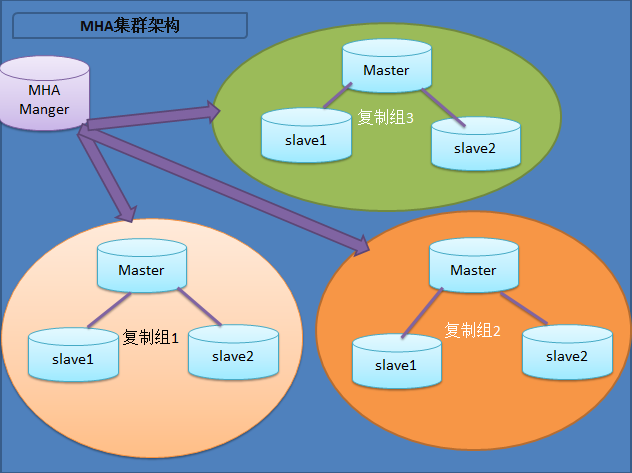 MHA集群架构
MHA
Manger
Master
slave1
复制组3
slave2
Master
slave1
复制组1
slave2
Master
slave1
复制组2
slave2